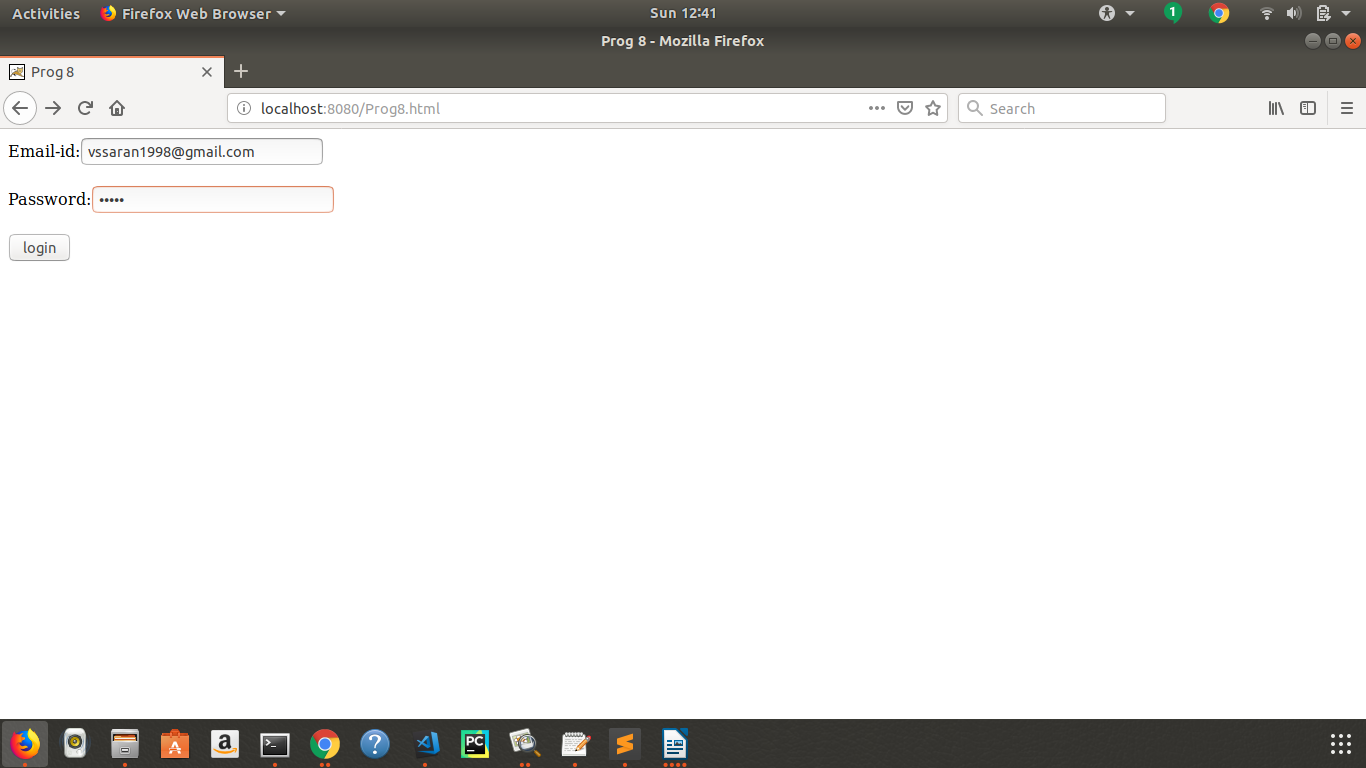 Activities Firefox Web Browser Sun 12:41 1
Prog 8 - Mozilla Firefox
Prog 8
localhost:8080/Prog8.html Search
Email-id: vssaran1998@gmail.com
Password: •••••
login
a >_ ? PC